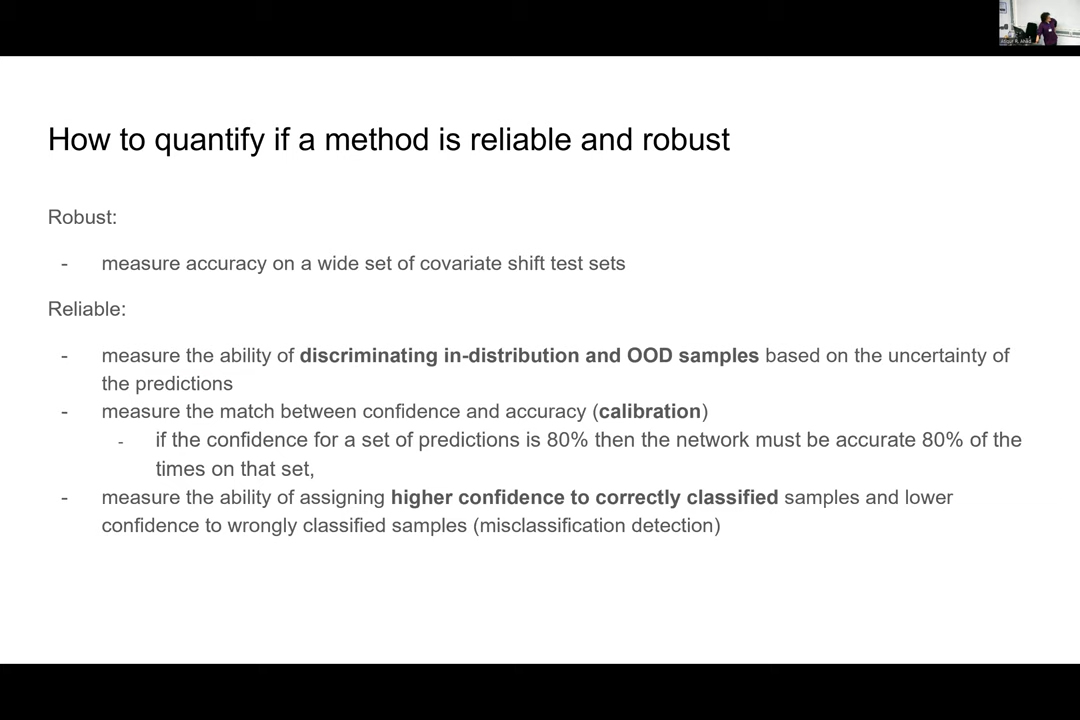 How to quantify if a method is reliable and robust
Robust:
- measure accuracy on a wide set of covariate shift test sets
Reliable:
- measure the ability of discriminating in-distribution and OOD samples based on the uncertainty of
the predictions
- measure the match between confidence and accuracy (calibration)
- if the confidence for a set of predictions is 80% then the network must be accurate 80% of the
times on that set,
- measure the ability of assigning higher confidence to correctly classified samples and lower
confidence to wrongly classified samples (misclassification detection)